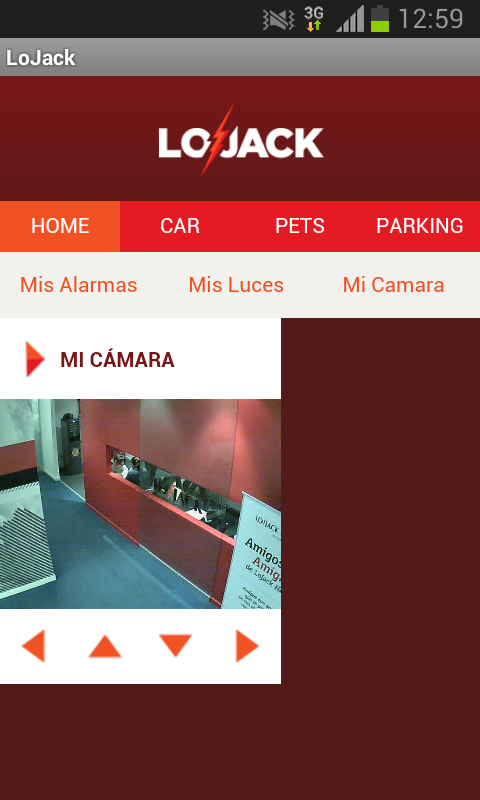 3G 12:59
LoJack
LOJACK
HOME CAR PETS PARKING
Mis Alarmas Mis Luces Mi Camara
MI CÁMARA
LOJACK
Amigos
Amigo
de LoJack